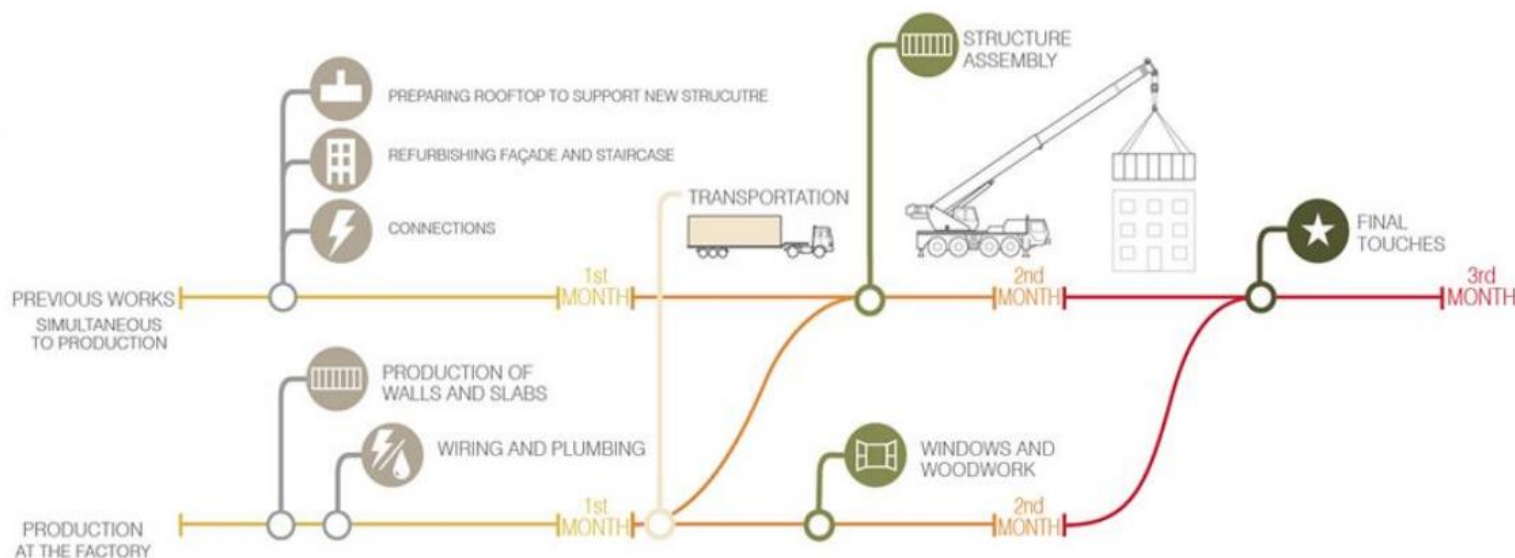 STRUCTURE
ASSEMBLY
PREPARING ROOFTOP TO SUPPORT NEW STRUCUTRE
REFURBISHING FAÇADE AND STAIRCASE
TRANSPORTATION
CONNECTIONS
FINAL
TOUCHES
1st
MONTH
2nd
MONTH
3rd
MONTH
PREVIOUS WORKS
SIMULTANEOUS
TO PRODUCTION
PRODUCTION OF
WALLS AND SLABS
WIRING AND PLUMBING
WINDOWS AND
WOODWORK
1st
MONTH
2nd
MONTH
PRODUCTION
AT THE FACTORY